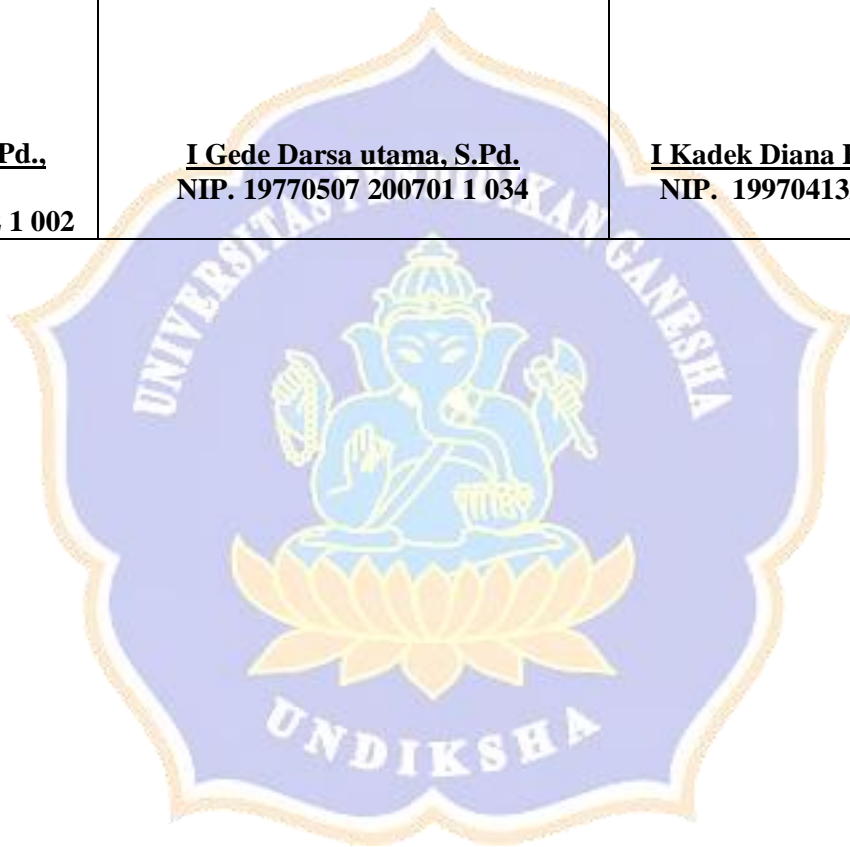 Pd.,
1 002
I Gede Darsa utama, S.Pd.
NIP. 19770507 200701 1 034
I Kadek Diana
NIP. 19970413
UNIVERSITAS PENDIDIKAN GANESHA
UNDIKSHA